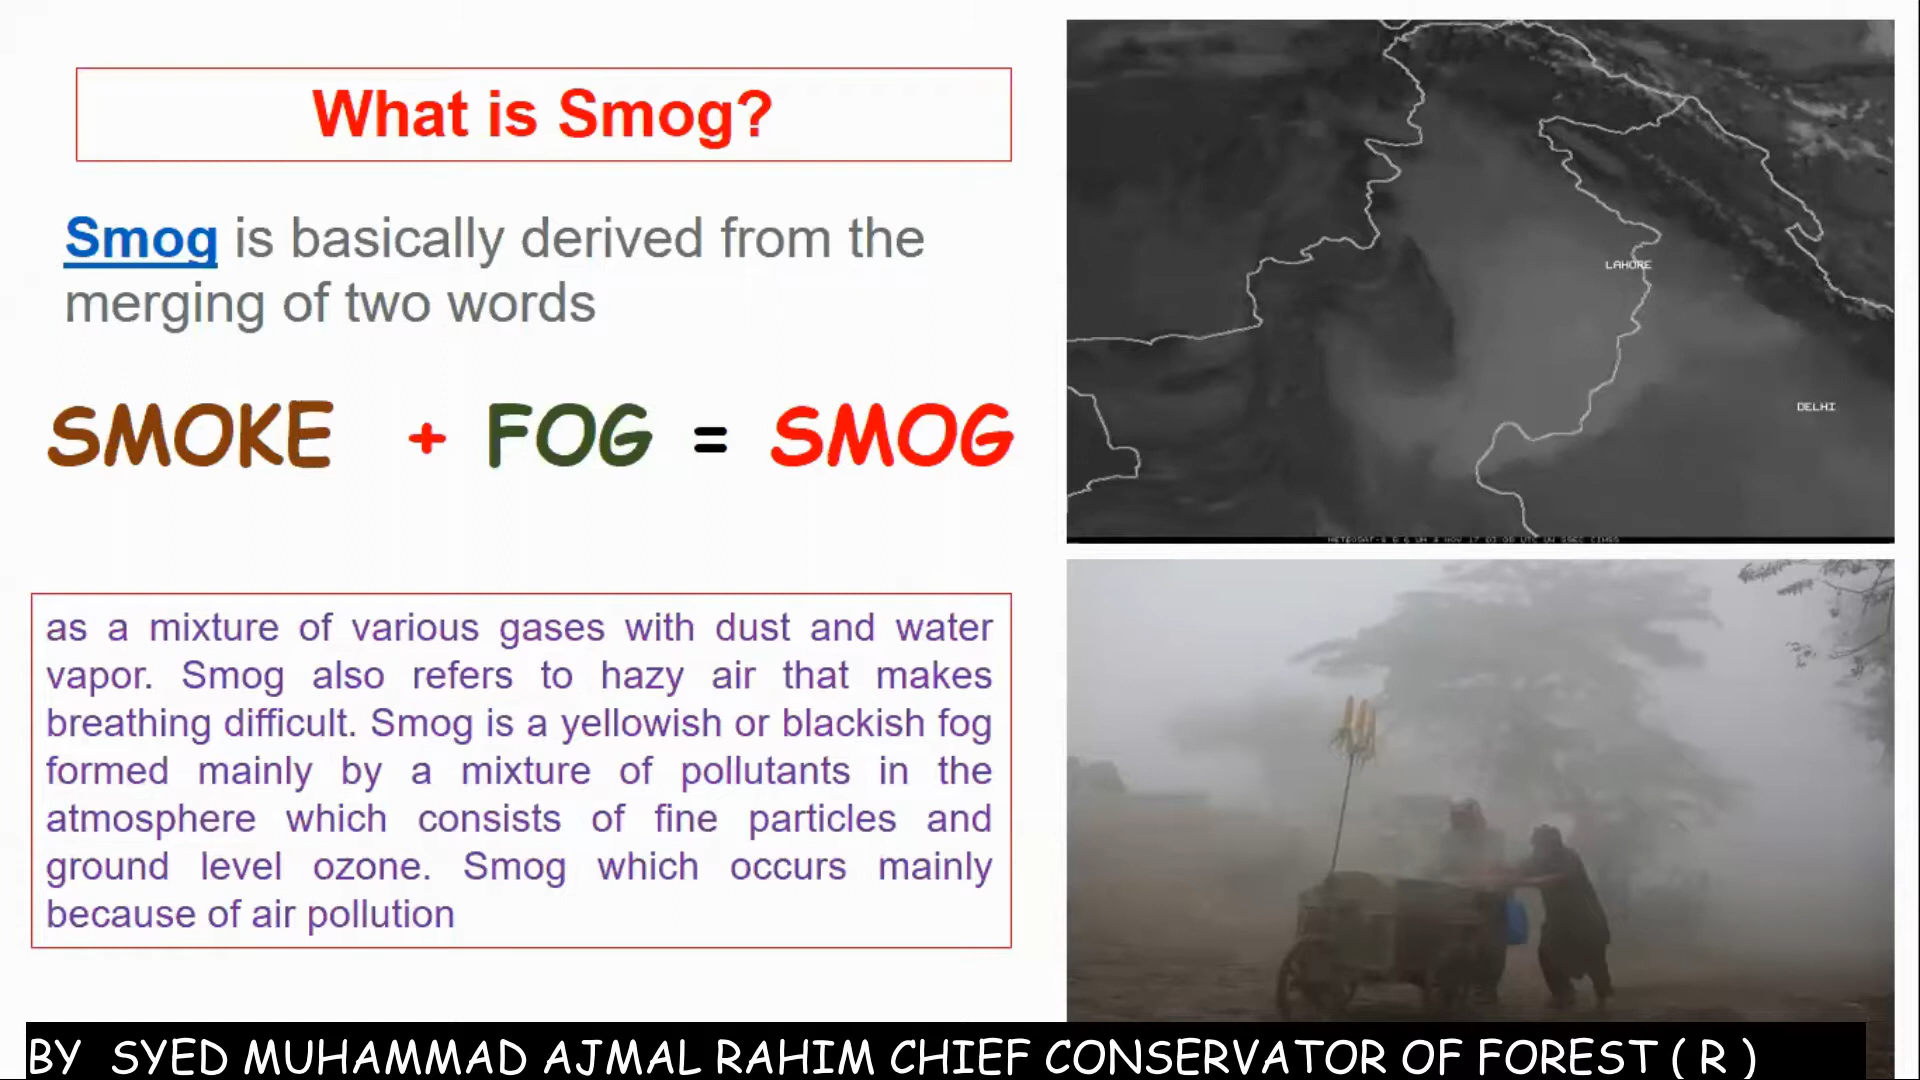 What is Smog?
Smog is basically derived from the
merging of two words
SMOKE + FOG = SMOG
as a mixture of various gases with dust and water
vapor. Smog also refers to hazy air that makes
breathing difficult. Smog is a yellowish or blackish fog
formed mainly by a mixture of pollutants in the
atmosphere which consists of fine particles and
ground level ozone. Smog which occurs mainly
because of air pollution
LAHORE
DELHI
BY SYED MUHAMMAD AJMAL RAHIM CHIEF CONSERVATOR OF FOREST ( R )